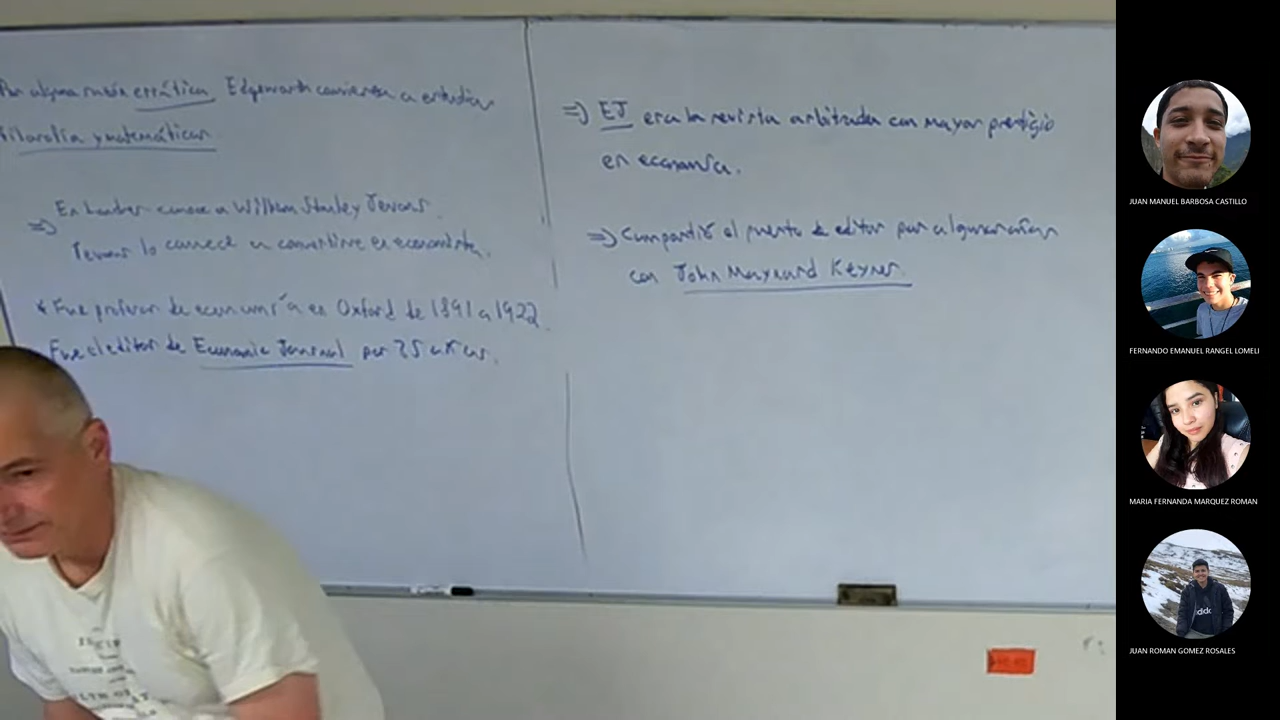 Por alguna razón errática Edgeworth comienza a estudiar
filosofía y matemáticas.
⇒ En Londres conoce a William Stanley Jevons.
Jevons lo convence a convertirse en economista.
* Fue profesor de economía en Oxford de 1891 a 1922
Fue el editor de Economic Journal por 35 años.
⇒ EJ era la revista arbitrada con mayor prestigio
en economía.
⇒ Compartió el puesto de editor por algunos años
con John Maynard Keynes.
JUAN MANUEL BARBOSA CASTILLO
FERNANDO EMANUEL RANGEL LOMELI
MARIA FERNANDA MARQUEZ ROMAN
JUAN ROMAN GOMEZ ROSALES